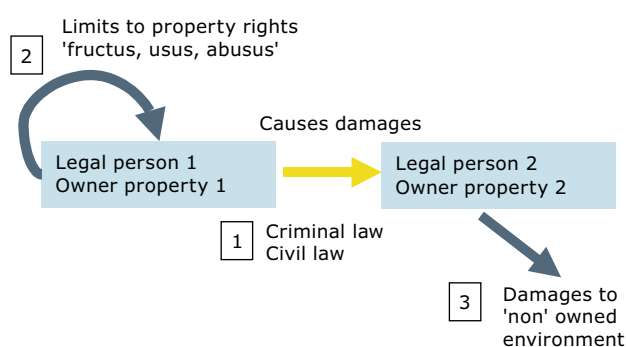 Limits to property rights
'fructus, usus, abusus'
2
Causes damages
Legal person 1
Owner property 1
Legal person 2
Owner property 2
1
Criminal law
Civil law
3
Damages to
'non' owned
environment